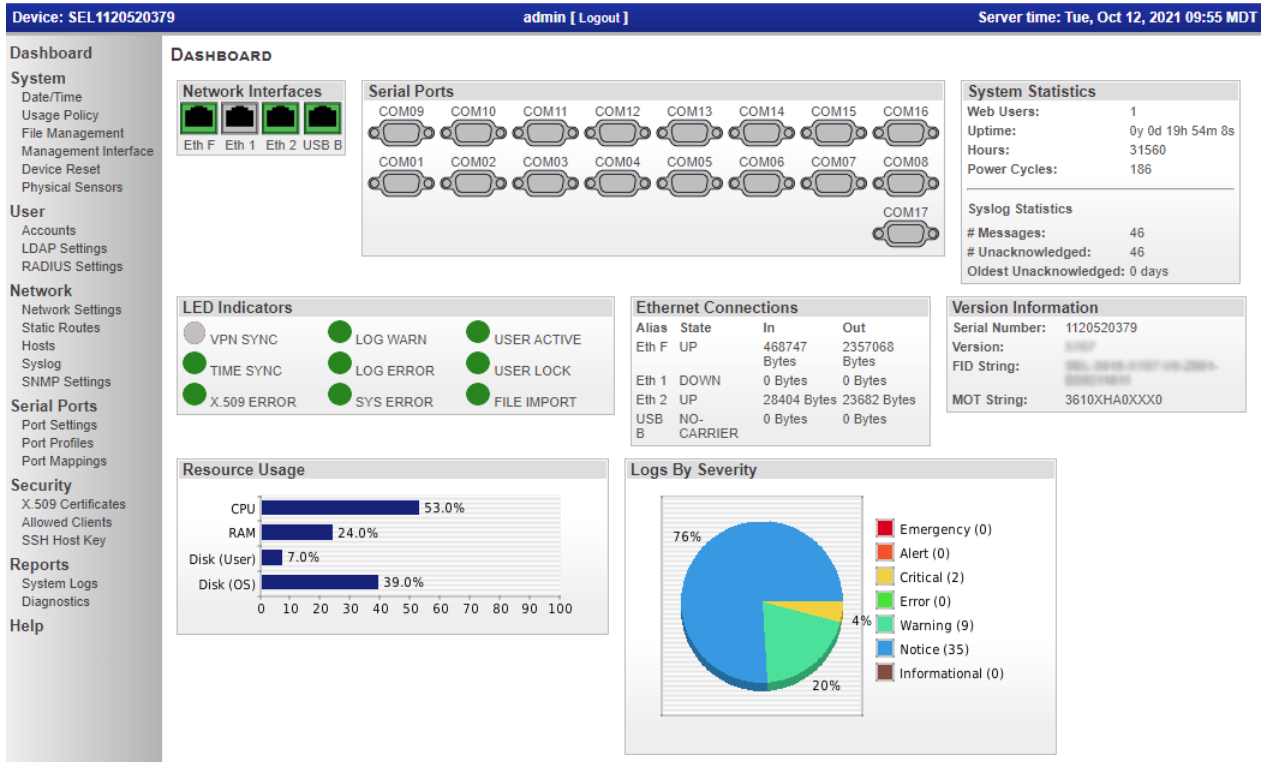 Device: SEL1120520379 admin [ Logout ] Server time: Tue, Oct 12, 2021 09:55 MDT
Dashboard
System
Date/Time
Usage Policy
File Management
Management Interface
Device Reset
Physical Sensors
User
Accounts
LDAP Settings
RADIUS Settings
Network
Network Settings
Static Routes
Hosts
Syslog
SNMP Settings
Serial Ports
Port Settings
Port Profiles
Port Mappings
Security
X.509 Certificates
Allowed Clients
SSH Host Key
Reports
System Logs
Diagnostics
Help
DASHBOARD
Network Interfaces
Eth F Eth 1 Eth 2 USB B
Serial Ports
COM09 COM10 COM11 COM12 COM13 COM14 COM15 COM16
COM01 COM02 COM03 COM04 COM05 COM06 COM07 COM08
COM17
System Statistics
Web Users: 1
Uptime: 0y 0d 19h 54m 8s
Hours: 31560
Power Cycles: 186
Syslog Statistics
# Messages: 46
# Unacknowledged: 46
Oldest Unacknowledged: 0 days
LED Indicators
VPN SYNC LOG WARN USER ACTIVE
TIME SYNC LOG ERROR USER LOCK
X.509 ERROR SYS ERROR FILE IMPORT
Ethernet Connections
Alias State In Out
Eth F UP 468747 2357068
Bytes Bytes
Eth 1 DOWN 0 Bytes 0 Bytes
Eth 2 UP 28404 Bytes 23682 Bytes
USB NO- 0 Bytes 0 Bytes
B CARRIER
Version Information
Serial Number: 1120520379
Version:
FID String:
MOT String: 3610XHA0XXX0
Resource Usage
CPU 53.0%
RAM 24.0%
Disk (User) 7.0%
Disk (OS) 39.0%
0 10 20 30 40 50 60 70 80 90 100
Logs By Severity
76%
4%
20%
Emergency (0)
Alert (0)
Critical (2)
Error (0)
Warning (9)
Notice (35)
Informational (0)